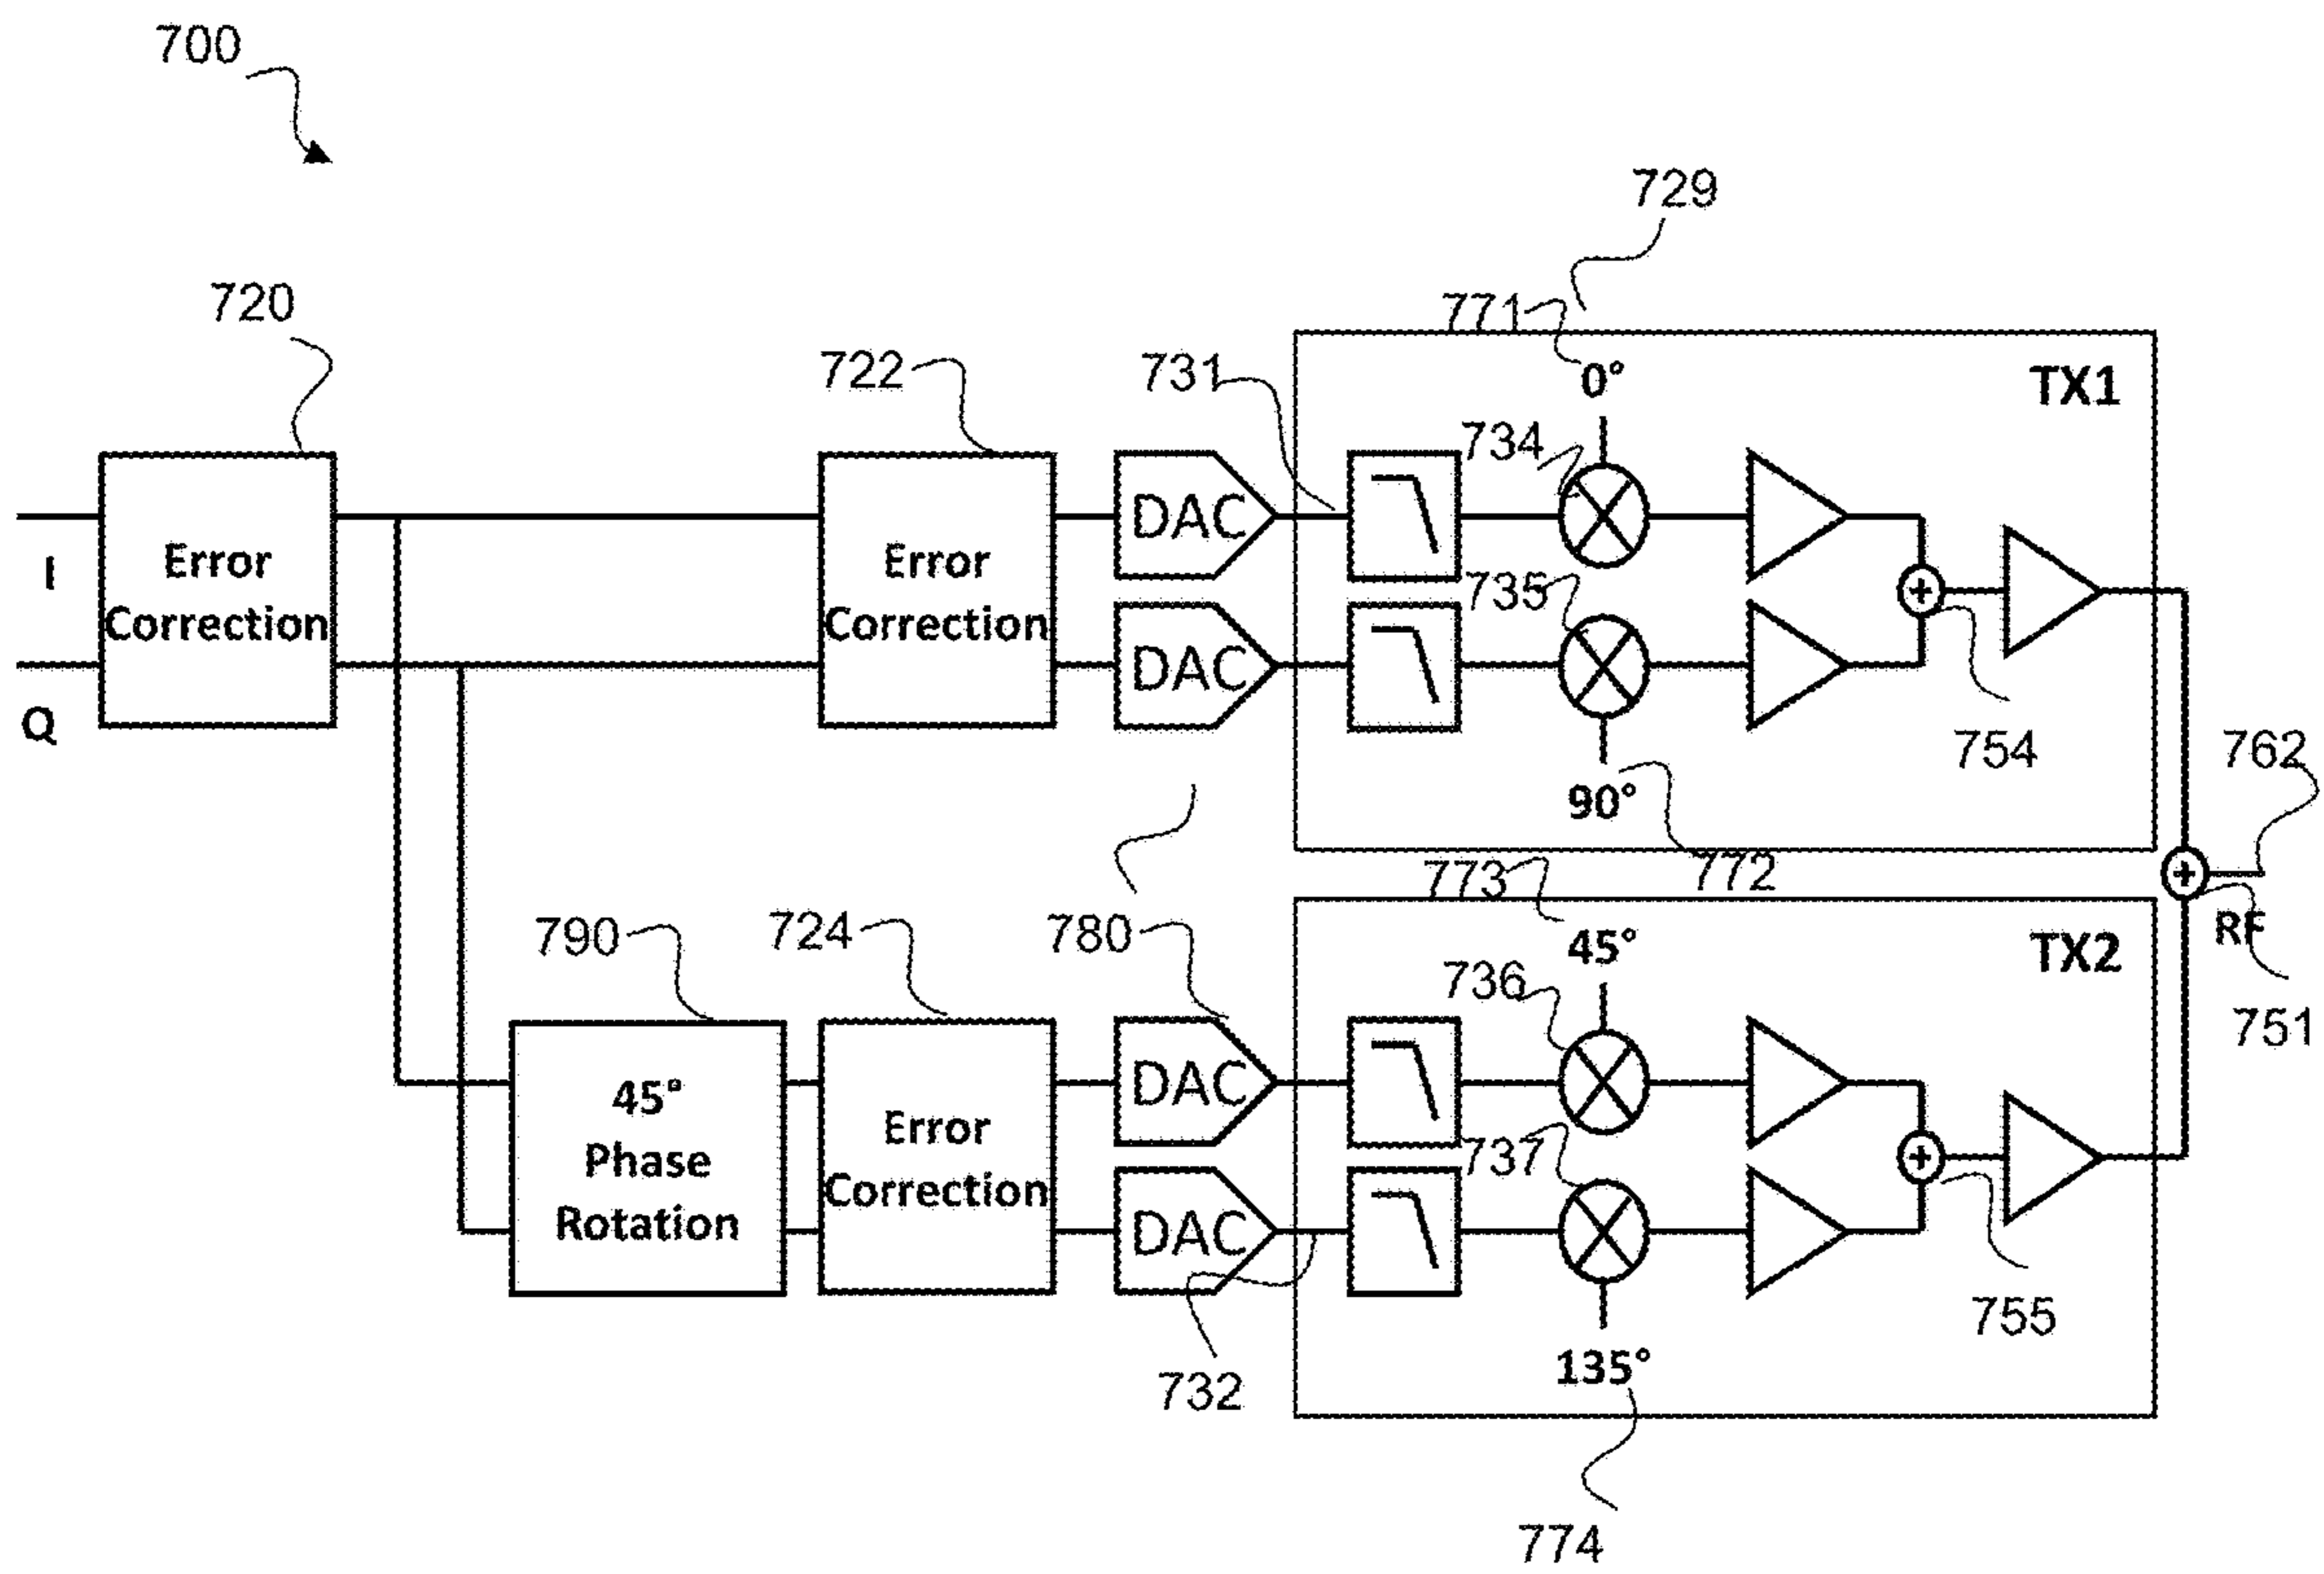 700
729
720
771
722
731
0°
TX1
734
DAC
I
Error
Correction
Error
Correction
735
DAC
Q
754
762
90°
772
773
790
724
780
45°
TX2
RF
736
751
45°
Phase
Rotation
Error
Correction
DAC
737
DAC
755
732
135°
774